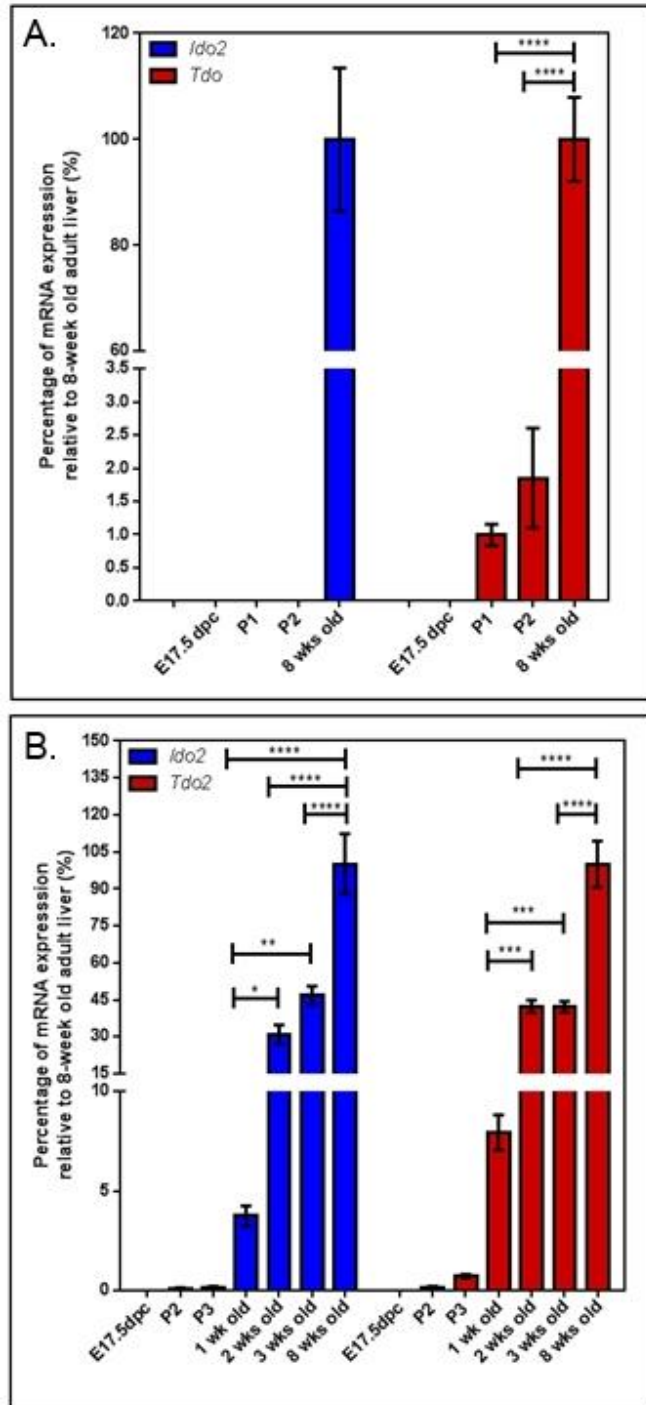 A.
Ido2
Tdo
****
****
Percentage of mRNA expresssion
relative to 8-week old adult liver (%)
120
100
80
60
3.5
3.0
2.5
2.0
1.5
1.0
0.5
0.0
E17.5 dpc
P1
P2
8 wks old
E17.5 dpc
P1
P2
8 wks old
B.
Ido2
Tdo2
****
****
****
**
*
****
****
***
***
Percentage of mRNA expresssion
relative to 8-week old adult liver (%)
150
135
120
105
90
75
60
45
30
15
10
5
0
E17.5dpc
P2
P3
1 wk old
2 wks old
3 wks old
8 wks old
E17.5dpc
P2
P3
1 wk old
2 wks old
3 wks old
8 wks old